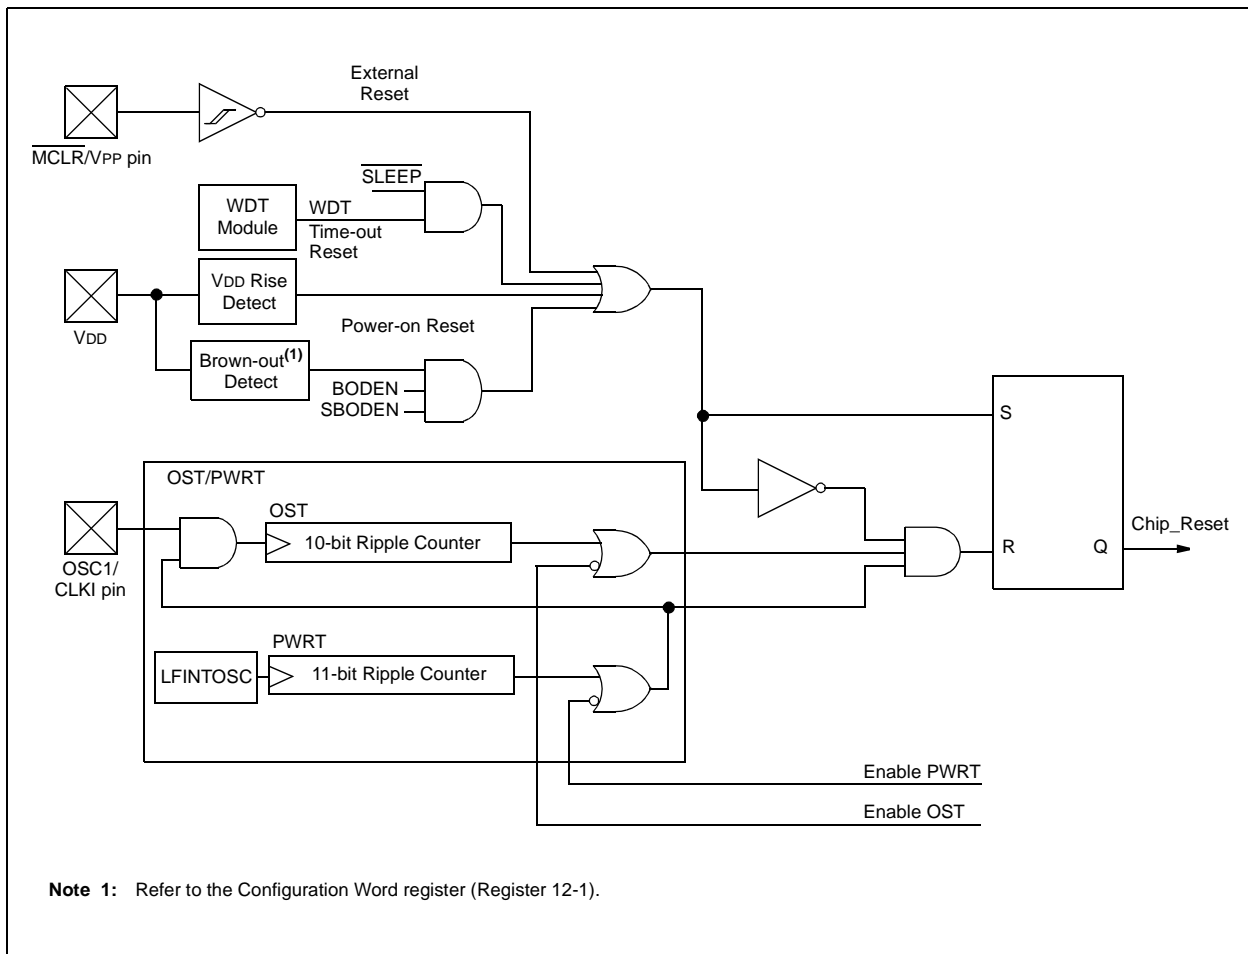 External
Reset
MCLR/VPP pin
SLEEP
WDT
Module
WDT
Time-out
Reset
VDD Rise
Detect
VDD
Power-on Reset
Brown-out(1)
Detect
BODEN
SBODEN
S
OST/PWRT
OST
10-bit Ripple Counter
OSC1/
CLKI pin
Chip_Reset
R
Q
PWRT
LFINTOSC
11-bit Ripple Counter
Enable PWRT
Enable OST
Note 1: Refer to the Configuration Word register (Register 12-1).